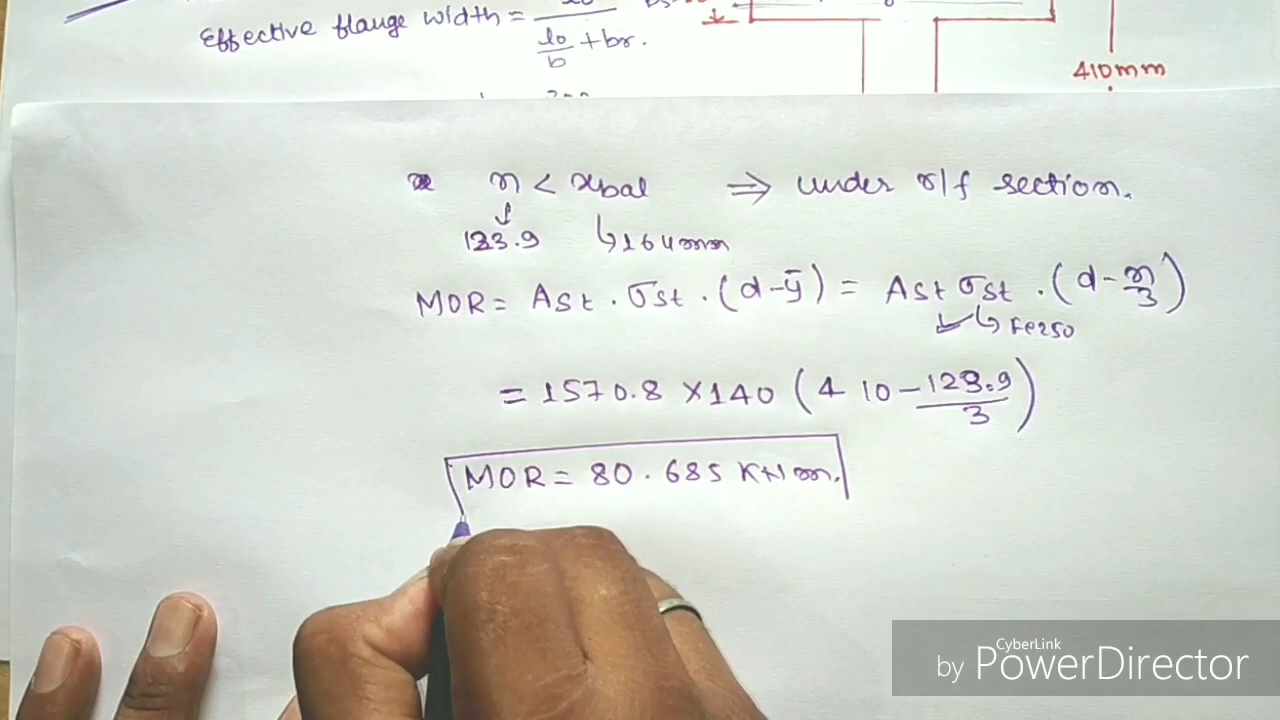 Effective flange width = lo/b + br.
410mm
n < xbal ⇒ under r/f section.
123.9 164mm
MOR = Ast . σst . (d-ȳ) = Ast σst . (d - n/3)
Fe250
= 1570.8 × 140 (410 - 123.9/3)
MOR = 80.685 KNm.
CyberLink
by PowerDirector